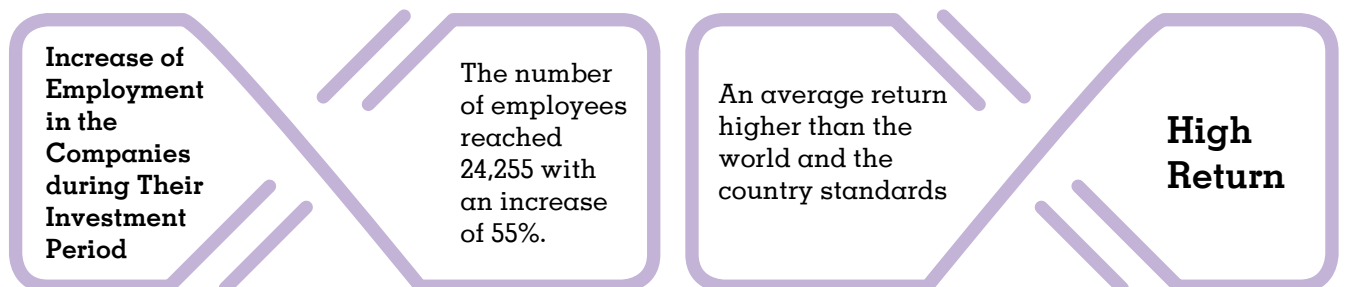 Increase of
Employment
in the
Companies
during Their
Investment
Period
The number
of employees
reached
24,255 with
an increase
of 55%.
An average return
higher than the
world and the
country standards
High
Return